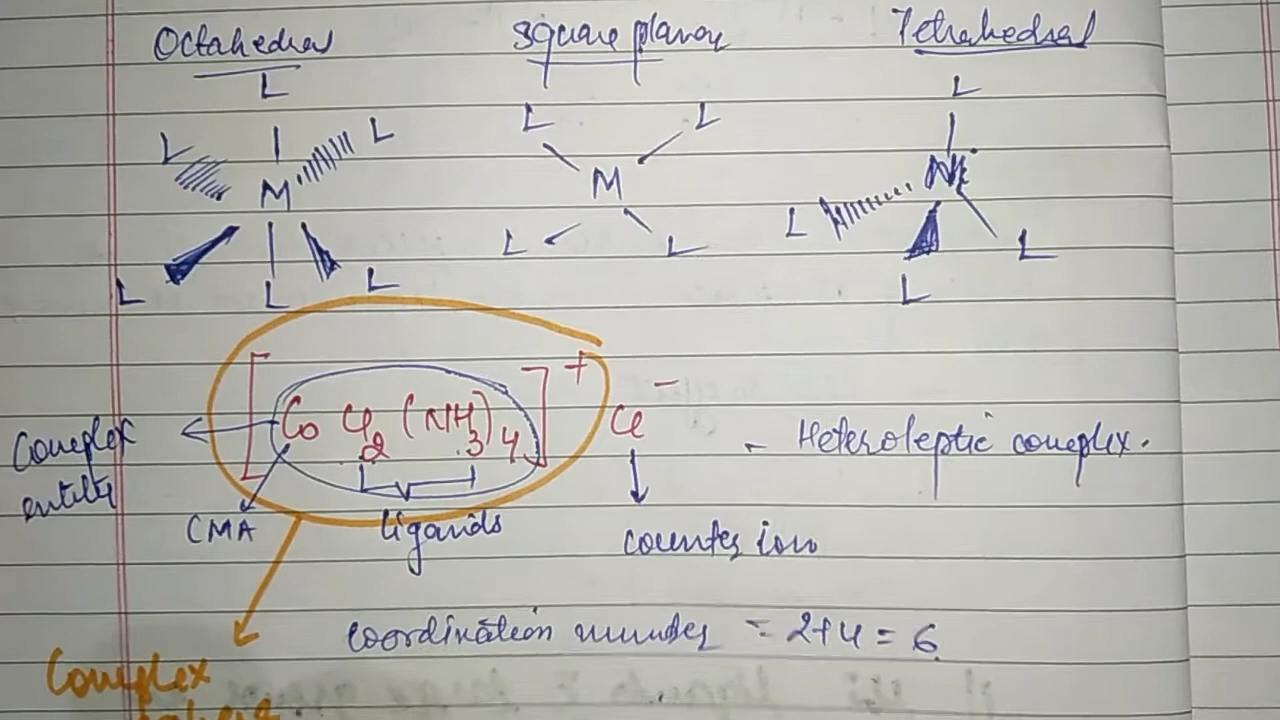 Octahedral square planar Tetrahedral
L
L L
M
L L L
L L
M
L L
L
L
L L
[Co Cl2 (NH3)4]+ Cl-
- Heteroleptic complex.
Complex
entity
CMA
ligands
counter ion
coordination number = 2+4 = 6
Complex